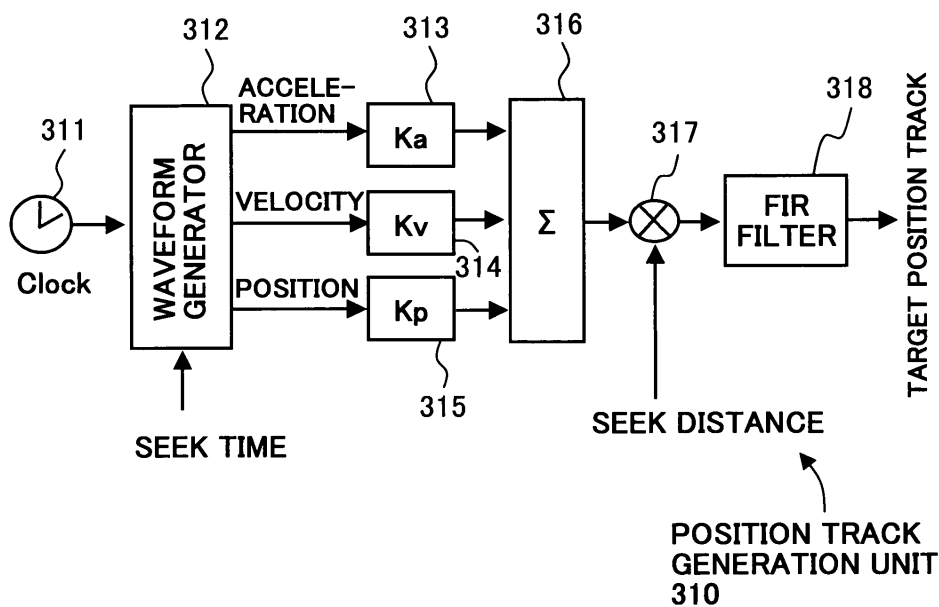 312
313
316
318
311
317
ACCELE-
RATION
Ka
VELOCITY
Kv
314
POSITION
Kp
315
WAVEFORM
GENERATOR
Clock
Σ
FIR
FILTER
TARGET POSITION TRACK
SEEK TIME
SEEK DISTANCE
POSITION TRACK
GENERATION UNIT
310